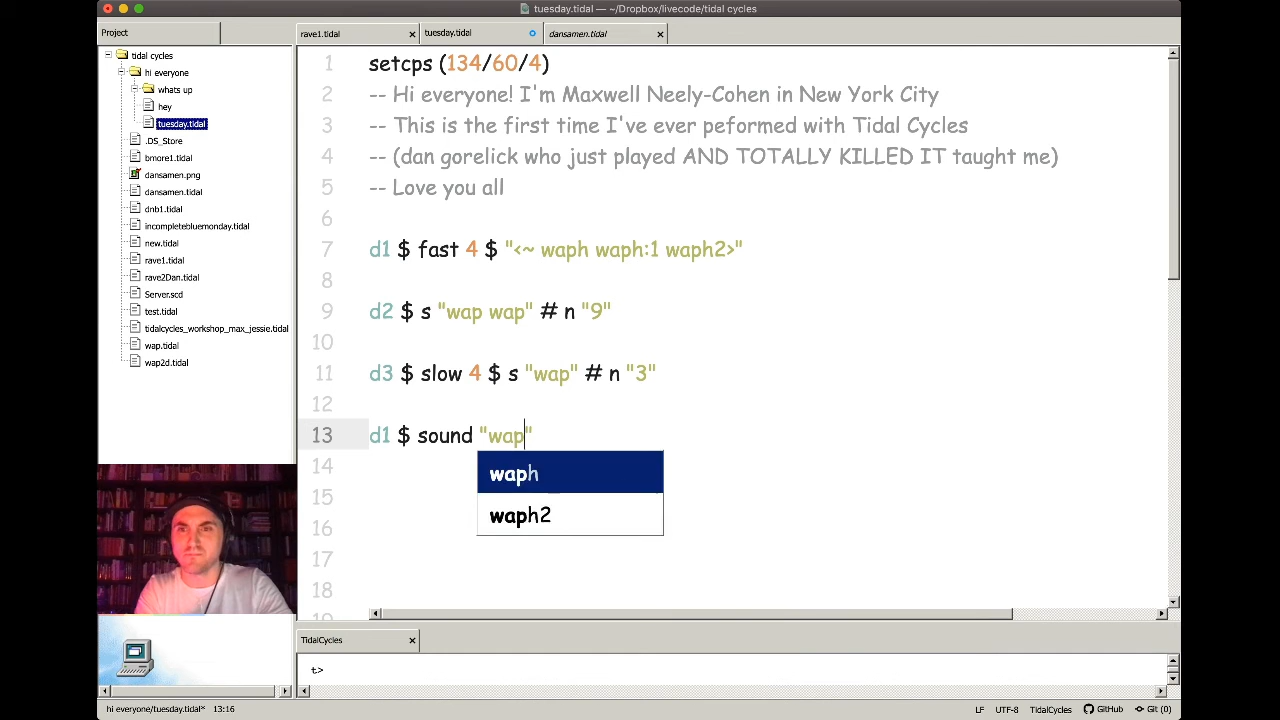 tuesday.tidal — ~/Dropbox/livecode/tidal cycles
Project
rave1.tidal
tuesday.tidal
dansamen.tidal
tidal cycles
hi everyone
whats up
hey
tuesday.tidal
.DS_Store
bmore1.tidal
dansamen.png
dansamen.tidal
dnb1.tidal
incompletebluemonday.tidal
new.tidal
rave1.tidal
rave2Dan.tidal
Server.scd
test.tidal
tidalcycles_workshop_max_jessie.tidal
wap.tidal
wap2d.tidal
1 setcps (134/60/4)
2 -- Hi everyone! I'm Maxwell Neely-Cohen in New York City
3 -- This is the first time I've ever peformed with Tidal Cycles
4 -- (dan gorelick who just played AND TOTALLY KILLED IT taught me)
5 -- Love you all
6
7 d1 $ fast 4 $ "<~ waph waph:1 waph2>"
8
9 d2 $ s "wap wap" # n "9"
10
11 d3 $ slow 4 $ s "wap" # n "3"
12
13 d1 $ sound "wap"
14
waph
15
waph2
16
17
18
19
TidalCycles
t>
hi everyone/tuesday.tidal* 13:16
LF UTF-8 TidalCycles GitHub Git (0)